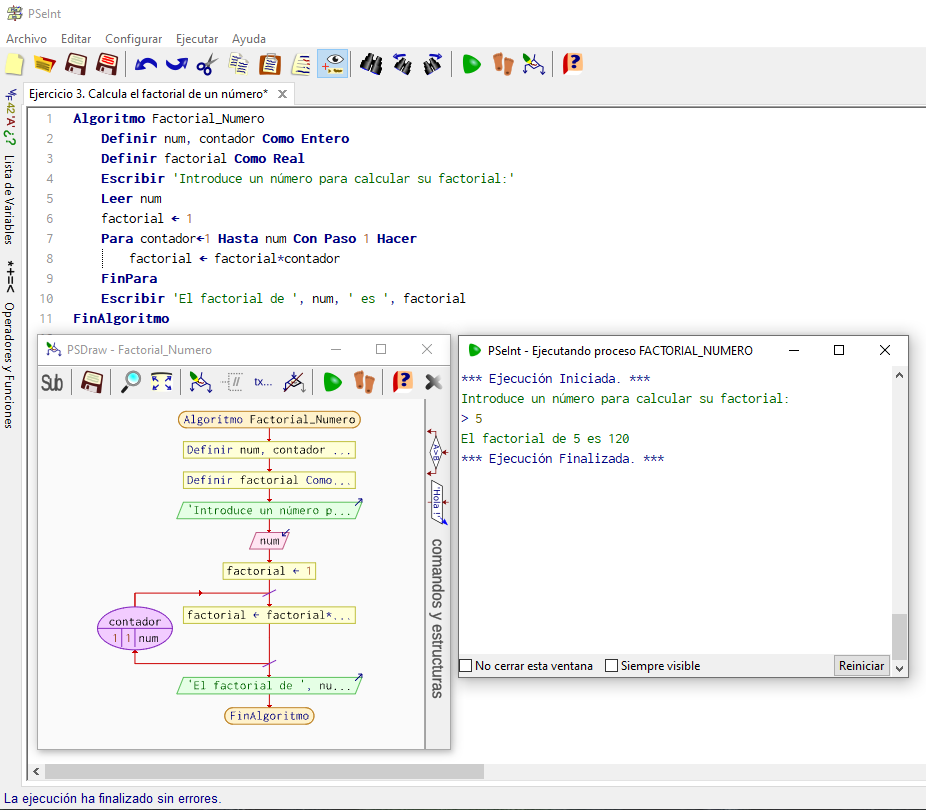 PSeInt
Archivo Editar Configurar Ejecutar Ayuda
Ejercicio 3. Calcula el factorial de un número*
42 'A' ¿?
Lista de Variables
*+=<
Operadores y Funciones
1 Algoritmo Factorial_Numero
2 Definir num, contador Como Entero
3 Definir factorial Como Real
4 Escribir 'Introduce un número para calcular su factorial:'
5 Leer num
6 factorial ← 1
7 Para contador←1 Hasta num Con Paso 1 Hacer
8 factorial ← factorial*contador
9 FinPara
10 Escribir 'El factorial de ', num, ' es ', factorial
11 FinAlgoritmo
PSDraw - Factorial_Numero
Sub
tx...
Algoritmo Factorial_Numero
Definir num, contador ...
Definir factorial Como...
'Introduce un número p...
num
factorial ← 1
factorial ← factorial*...
contador
1 1 num
'El factorial de ', nu...
FinAlgoritmo
A>B
'Hola !'
comandos y estructuras
PSeInt - Ejecutando proceso FACTORIAL_NUMERO
*** Ejecución Iniciada. ***
Introduce un número para calcular su factorial:
> 5
El factorial de 5 es 120
*** Ejecución Finalizada. ***
No cerrar esta ventana Siempre visible Reiniciar
La ejecución ha finalizado sin errores.